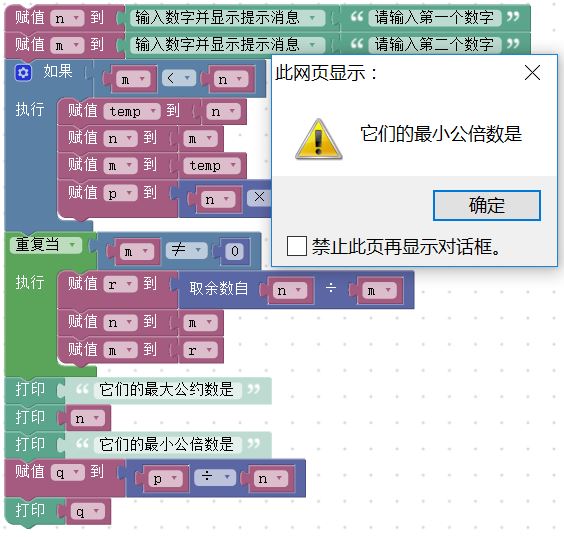 赋值 n 到 输入数字并显示提示消息 “ 请输入第一个数字 ”
赋值 m 到 输入数字并显示提示消息 “ 请输入第二个数字 ”
如果 m < n
执行 赋值 temp 到 n
赋值 n 到 m
赋值 m 到 temp
赋值 p 到 n ×
此网页显示：
它们的最小公倍数是
确定
禁止此页再显示对话框。
重复当 m ≠ 0
执行 赋值 r 到 取余数自 n ÷ m
赋值 n 到 m
赋值 m 到 r
打印 “ 它们的最大公约数是 ”
打印 n
打印 “ 它们的最小公倍数是 ”
赋值 q 到 p ÷ n
打印 q